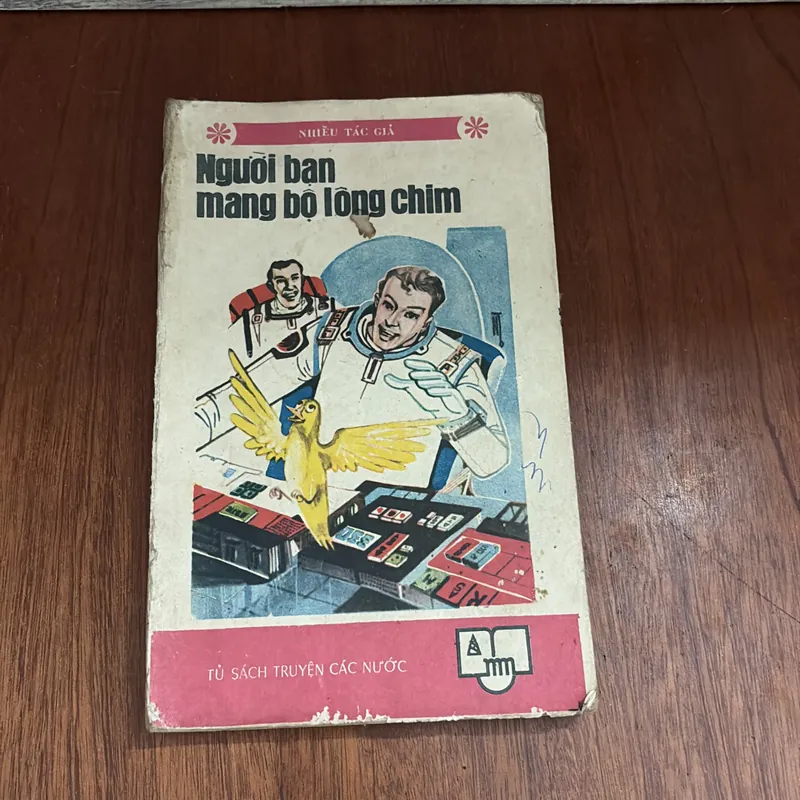 NHIỀU TÁC GIẢ
Người bạn
mang bộ lông chim
TỦ SÁCH TRUYỆN CÁC NƯỚC